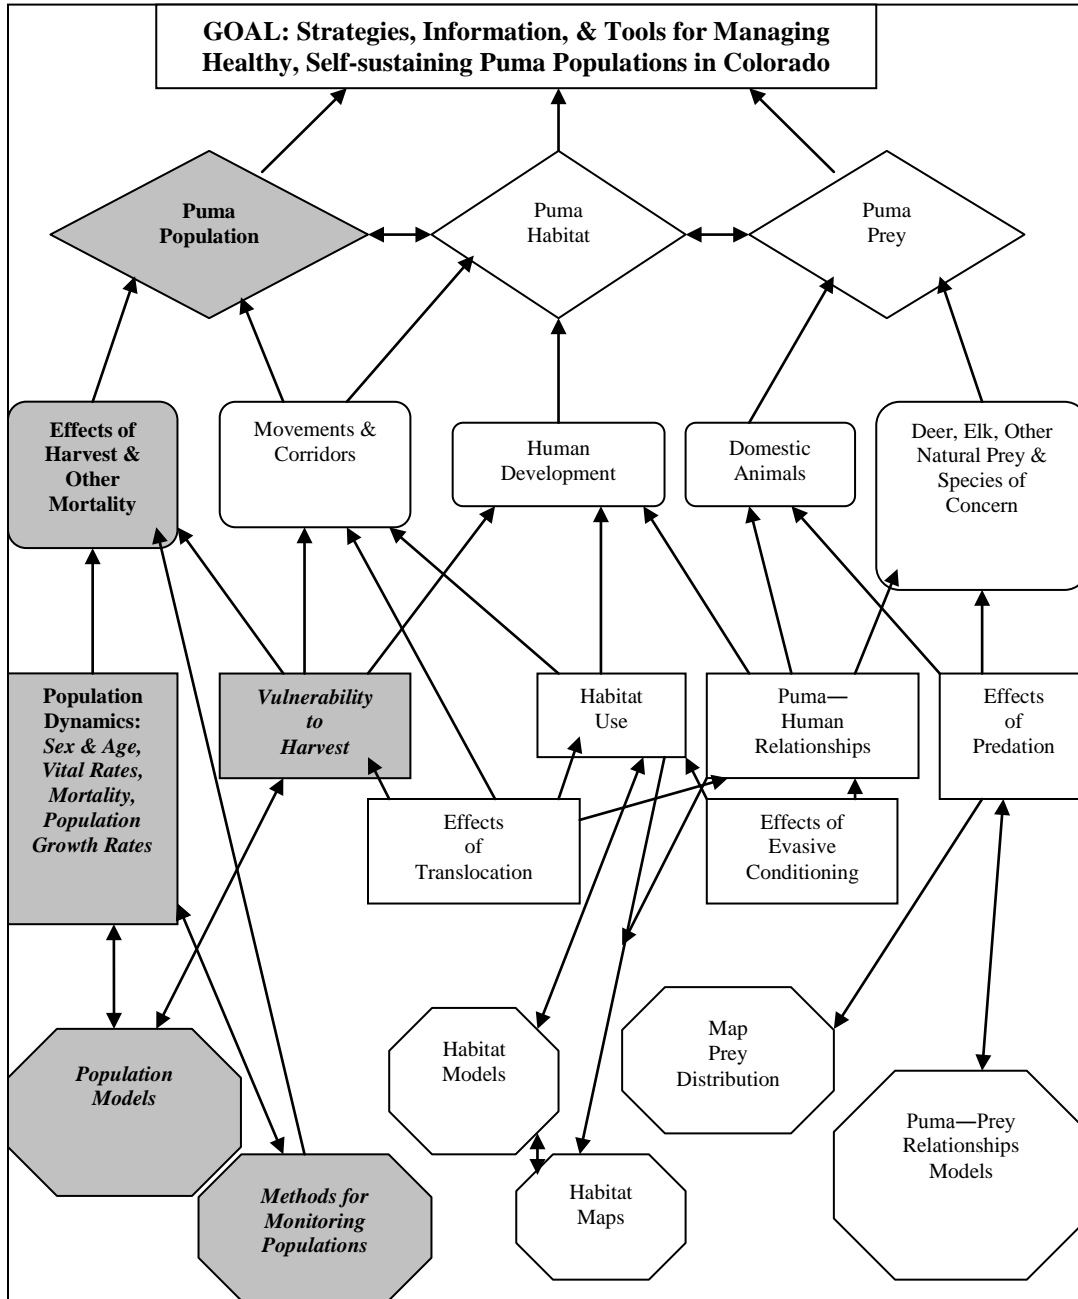 GOAL: Strategies, Information, & Tools for Managing
Healthy, Self-sustaining Puma Populations in Colorado
Puma
Population
Puma
Habitat
Puma
Prey
Effects of
Harvest &
Other
Mortality
Movements &
Corridors
Human
Development
Domestic
Animals
Deer, Elk, Other
Natural Prey &
Species of
Concern
Population
Dynamics:
Sex & Age,
Vital Rates,
Mortality,
Population
Growth Rates
Vulnerability
to
Harvest
Habitat
Use
Puma—
Human
Relationships
Effects
of
Predation
Effects
of
Translocation
Effects of
Evasive
Conditioning
Population
Models
Habitat
Models
Map
Prey
Distribution
Puma—Prey
Relationships
Models
Methods for
Monitoring
Populations
Habitat
Maps